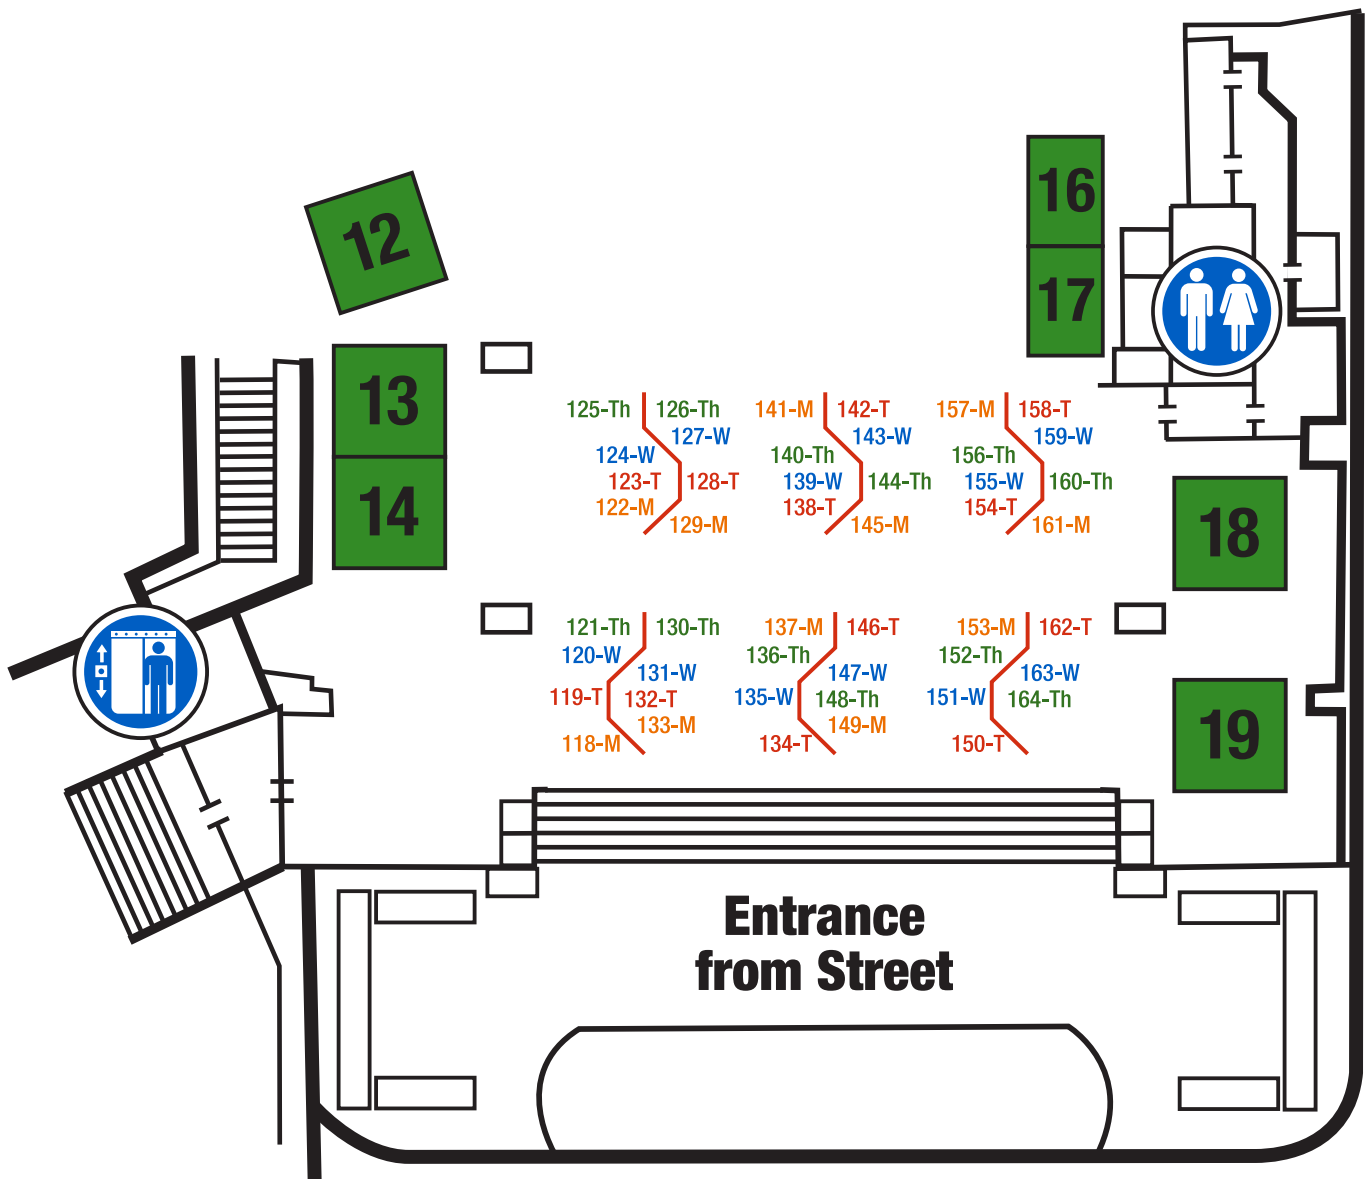 16
12
17
13
125-Th 126-Th
141-M 142-T
157-M 158-T
127-W
143-W
159-W
124-W
140-Th
156-Th
123-T 128-T
139-W 144-Th
155-W 160-Th
122-M
138-T
154-T
129-M
145-M
161-M
14
18
121-Th 130-Th
137-M 146-T
153-M 162-T
120-W
136-Th
152-Th
131-W
147-W
163-W
119-T 132-T
135-W 148-Th
151-W 164-Th
133-M
149-M
118-M
134-T
150-T
19
Entrance
from Street